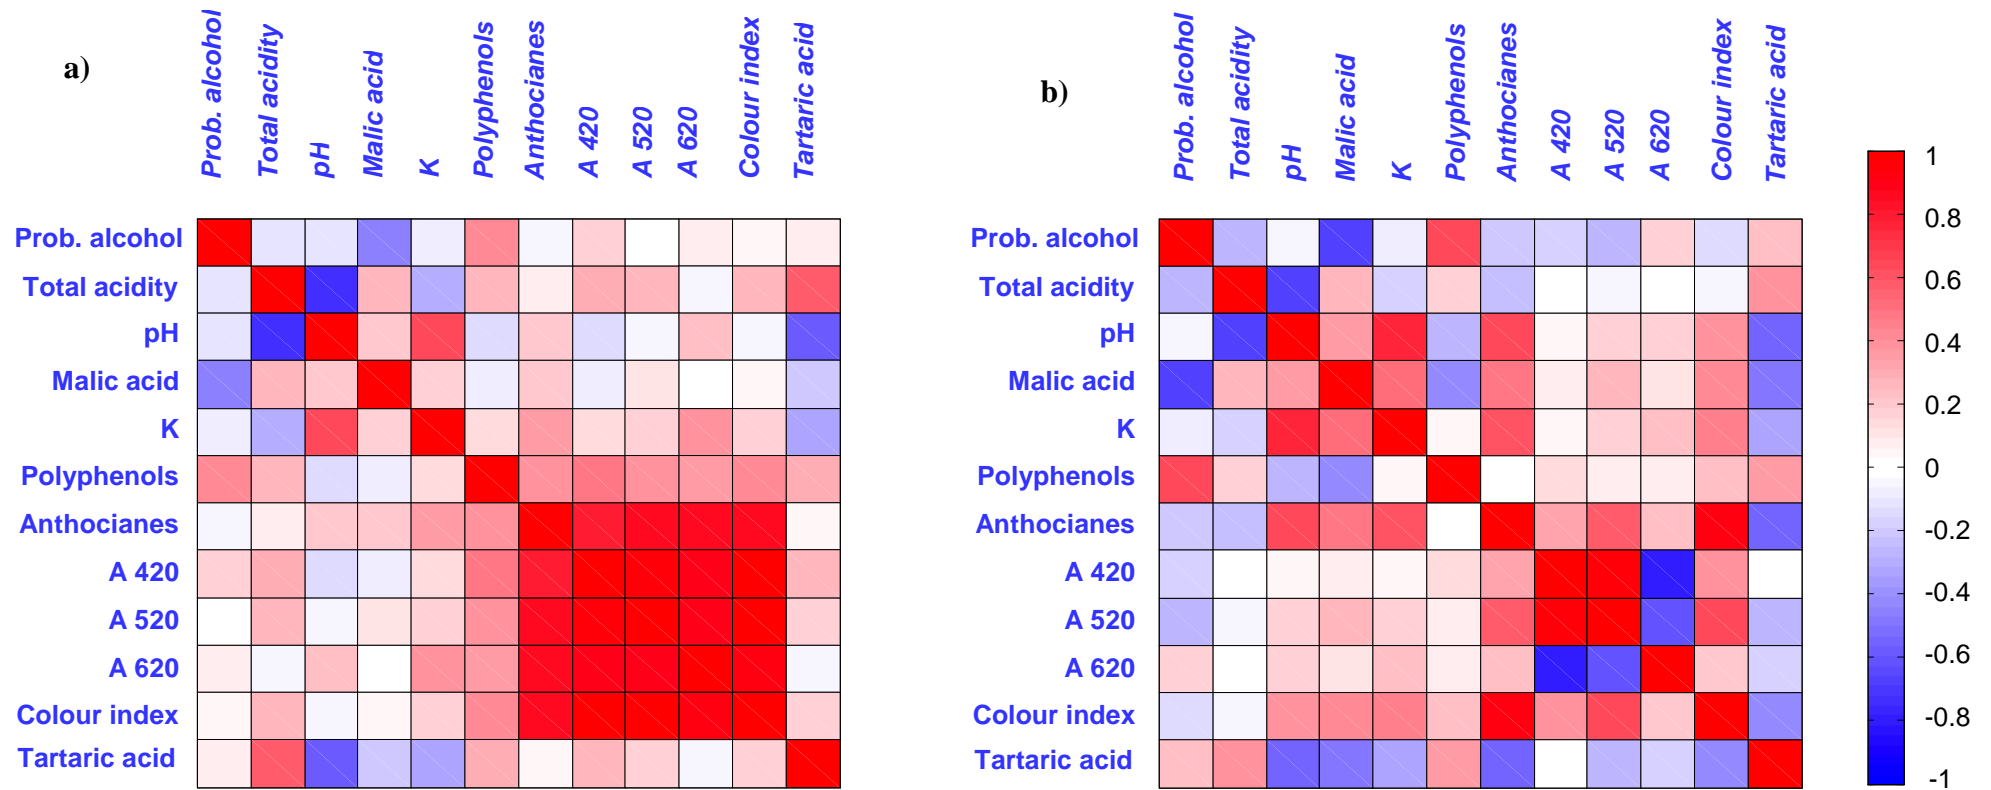 a)
Prob. alcohol
Total acidity
pH
Malic acid
K
Polyphenols
Anthocianes
A 420
A 520
A 620
Colour index
Tartaric acid
Prob. alcohol
Total acidity
pH
Malic acid
K
Polyphenols
Anthocianes
A 420
A 520
A 620
Colour index
Tartaric acid
b)
Prob. alcohol
Total acidity
pH
Malic acid
K
Polyphenols
Anthocianes
A 420
A 520
A 620
Colour index
Tartaric acid
Prob. alcohol
Total acidity
pH
Malic acid
K
Polyphenols
Anthocianes
A 420
A 520
A 620
Colour index
Tartaric acid
1
0.8
0.6
0.4
0.2
0
-0.2
-0.4
-0.6
-0.8
-1